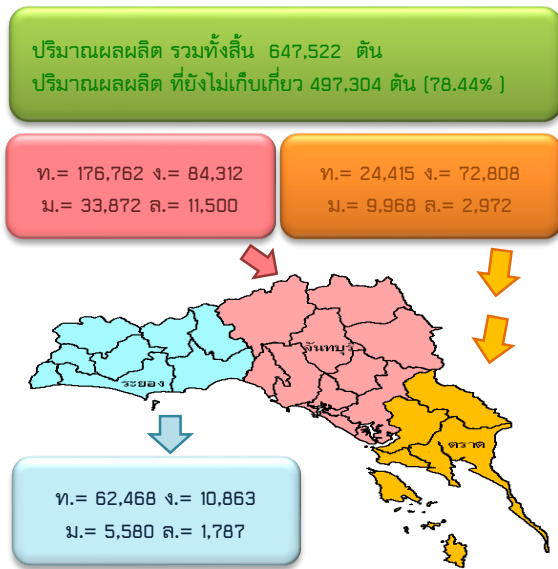 ปริมาณผลผลิต รวมทั้งสิ้น 647,522 ตัน
ปริมาณผลผลิต ที่ยังไม่เก็บเกี่ยว 497,304 ตัน (78.44% )
ท.= 176,762 ง.= 84,312
ม.= 33,872 ล.= 11,500
ท.= 24,415 ง.= 72,808
ม.= 9,968 ล.= 2,972
จันทบุรี
ระยอง
ตราด
ท.= 62,468 ง.= 10,863
ม.= 5,580 ล.= 1,787